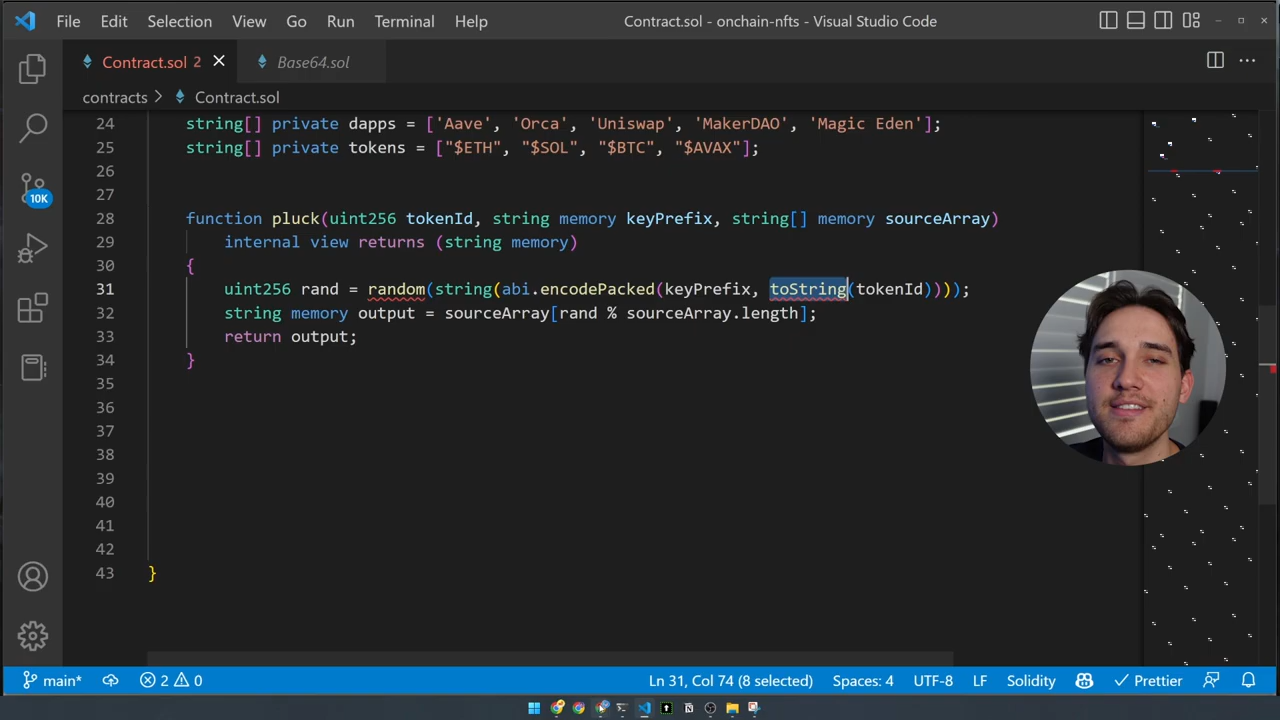 File Edit Selection View Go Run Terminal Help Contract.sol - onchain-nfts - Visual Studio Code
Contract.sol 2 Base64.sol
contracts Contract.sol
24 string[] private dapps = ['Aave', 'Orca', 'Uniswap', 'MakerDAO', 'Magic Eden'];
25 string[] private tokens = ["$ETH", "$SOL", "$BTC", "$AVAX"];
26
27
28 function pluck(uint256 tokenId, string memory keyPrefix, string[] memory sourceArray)
29 internal view returns (string memory)
30 {
31 uint256 rand = random(string(abi.encodePacked(keyPrefix, toString(tokenId))));
32 string memory output = sourceArray[rand % sourceArray.length];
33 return output;
34 }
35
36
37
38
39
40
41
42
43 }
10K
main* 2 0 Ln 31, Col 74 (8 selected) Spaces: 4 UTF-8 LF Solidity Prettier